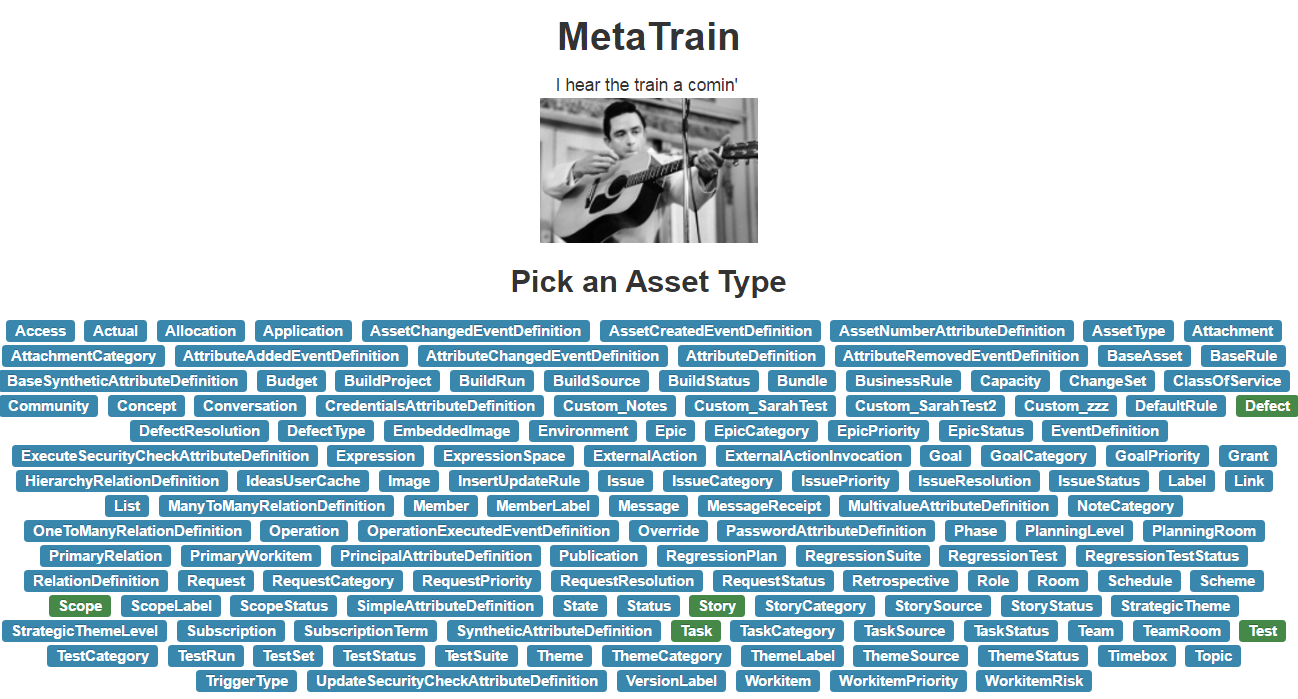 MetaTrain
I hear the train a comin'
Pick an Asset Type
Access Actual Allocation Application AssetChangedEventDefinition AssetCreatedEventDefinition AssetNumberAttributeDefinition AssetType Attachment
AttachmentCategory AttributeAddedEventDefinition AttributeChangedEventDefinition AttributeDefinition AttributeRemovedEventDefinition BaseAsset BaseRule
BaseSyntheticAttributeDefinition Budget BuildProject BuildRun BuildSource BuildStatus Bundle BusinessRule Capacity ChangeSet ClassOfService
Community Concept Conversation CredentialsAttributeDefinition Custom_Notes Custom_SarahTest Custom_SarahTest2 Custom_zzz DefaultRule Defect
DefectResolution DefectType EmbeddedImage Environment Epic EpicCategory EpicPriority EpicStatus EventDefinition
ExecuteSecurityCheckAttributeDefinition Expression ExpressionSpace ExternalAction ExternalActionInvocation Goal GoalCategory GoalPriority Grant
HierarchyRelationDefinition IdeasUserCache Image InsertUpdateRule Issue IssueCategory IssuePriority IssueResolution IssueStatus Label Link
List ManyToManyRelationDefinition Member MemberLabel Message MessageReceipt MultivalueAttributeDefinition NoteCategory
OneToManyRelationDefinition Operation OperationExecutedEventDefinition Override PasswordAttributeDefinition Phase PlanningLevel PlanningRoom
PrimaryRelation PrimaryWorkitem PrincipalAttributeDefinition Publication RegressionPlan RegressionSuite RegressionTest RegressionTestStatus
RelationDefinition Request RequestCategory RequestPriority RequestResolution RequestStatus Retrospective Role Room Schedule Scheme
Scope ScopeLabel ScopeStatus SimpleAttributeDefinition State Status Story StoryCategory StorySource StoryStatus StrategicTheme
StrategicThemeLevel Subscription SubscriptionTerm SyntheticAttributeDefinition Task TaskCategory TaskSource TaskStatus Team TeamRoom Test
TestCategory TestRun TestSet TestStatus TestSuite Theme ThemeCategory ThemeLabel ThemeSource ThemeStatus Timebox Topic
TriggerType UpdateSecurityCheckAttributeDefinition VersionLabel Workitem WorkitemPriority WorkitemRisk